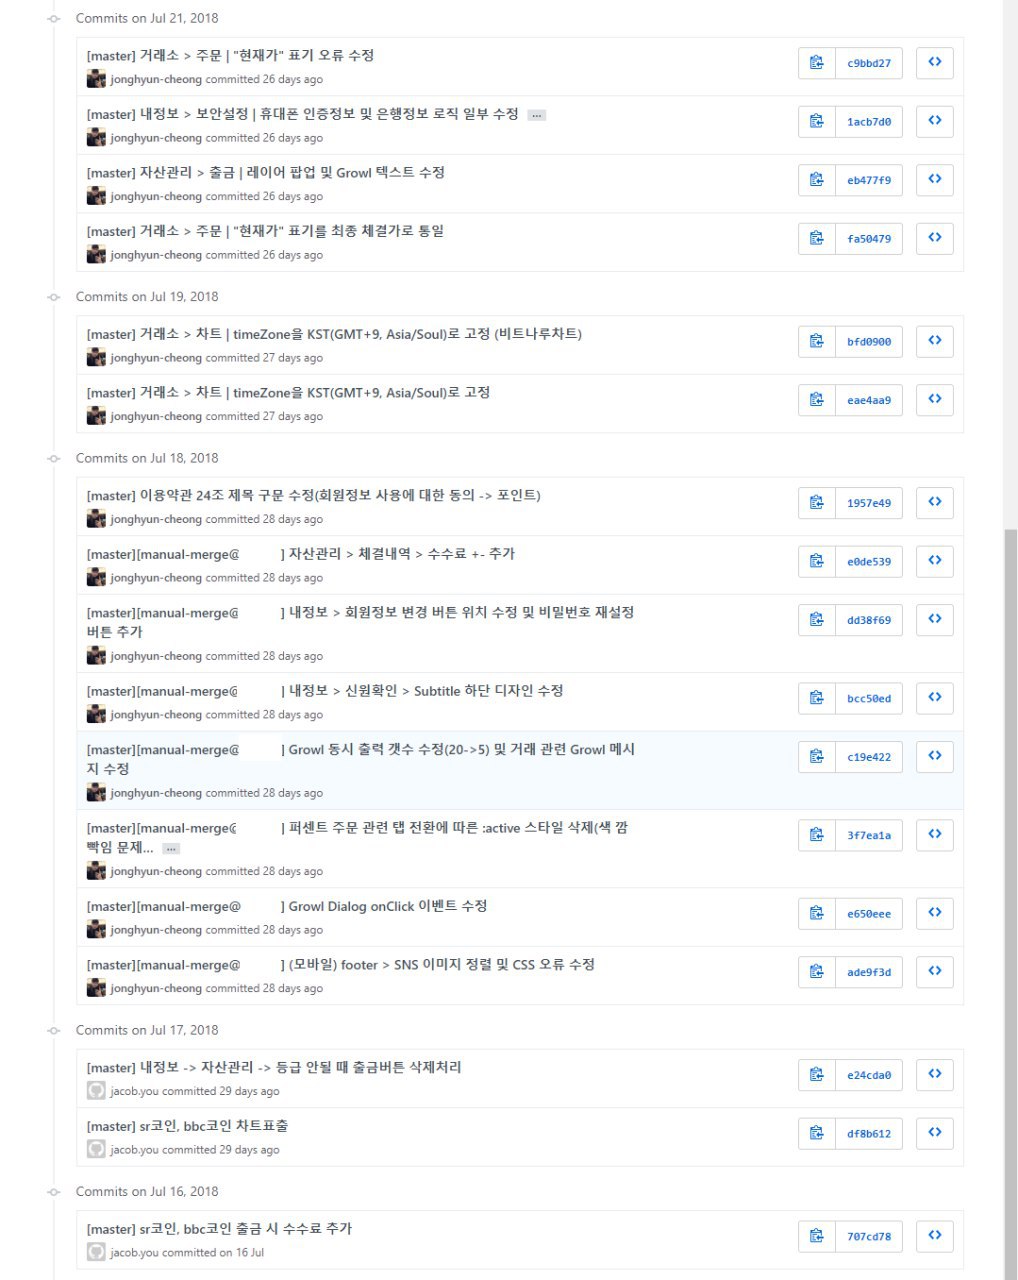 Commits on Jul 21, 2018
[master] 거래소 > 주문 | "현재가" 표기 오류 수정
jonghyun-cheong committed 26 days ago
c9bbd27
[master] 내정보 > 보안설정 | 휴대폰 인증정보 및 은행정보 로직 일부 수정 …
jonghyun-cheong committed 26 days ago
1acb7d0
[master] 자산관리 > 출금 | 레이어 팝업 및 Growl 텍스트 수정
jonghyun-cheong committed 26 days ago
eb477f9
[master] 거래소 > 주문 | "현재가" 표기를 최종 체결가로 통일
jonghyun-cheong committed 26 days ago
fa50479
Commits on Jul 19, 2018
[master] 거래소 > 차트 | timeZone을 KST(GMT+9, Asia/Soul)로 고정 (비트나루차트)
jonghyun-cheong committed 27 days ago
bfd0900
[master] 거래소 > 차트 | timeZone을 KST(GMT+9, Asia/Soul)로 고정
jonghyun-cheong committed 27 days ago
eae4aa9
Commits on Jul 18, 2018
[master] 이용약관 24조 제목 구문 수정(회원정보 사용에 대한 동의 -> 포인트)
jonghyun-cheong committed 28 days ago
1957e49
[master][manual-merge@ ] 자산관리 > 체결내역 > 수수료 +- 추가
jonghyun-cheong committed 28 days ago
e0de539
[master][manual-merge@ ] 내정보 > 회원정보 변경 버튼 위치 수정 및 비밀번호 재설정
버튼 추가
jonghyun-cheong committed 28 days ago
dd38f69
[master][manual-merge@ ] 내정보 > 신원확인 > Subtitle 하단 디자인 수정
jonghyun-cheong committed 28 days ago
bcc50ed
[master][manual-merge@ ] Growl 동시 출력 갯수 수정(20->5) 및 거래 관련 Growl 메시
지 수정
jonghyun-cheong committed 28 days ago
c19e422
[master][manual-merge@ ] 퍼센트 주문 관련 탭 전환에 따른 :active 스타일 삭제(색 깜
빡임 문제... …
jonghyun-cheong committed 28 days ago
3f7ea1a
[master][manual-merge@ ] Growl Dialog onClick 이벤트 수정
jonghyun-cheong committed 28 days ago
e650eee
[master][manual-merge@ ] (모바일) footer > SNS 이미지 정렬 및 CSS 오류 수정
jonghyun-cheong committed 28 days ago
ade9f3d
Commits on Jul 17, 2018
[master] 내정보 -> 자산관리 -> 등급 안될 때 출금버튼 삭제처리
jacob.you committed 29 days ago
e24cda0
[master] sr코인, bbc코인 차트표출
jacob.you committed 29 days ago
df8b612
Commits on Jul 16, 2018
[master] sr코인, bbc코인 출금 시 수수료 추가
jacob.you committed on 16 Jul
707cd78